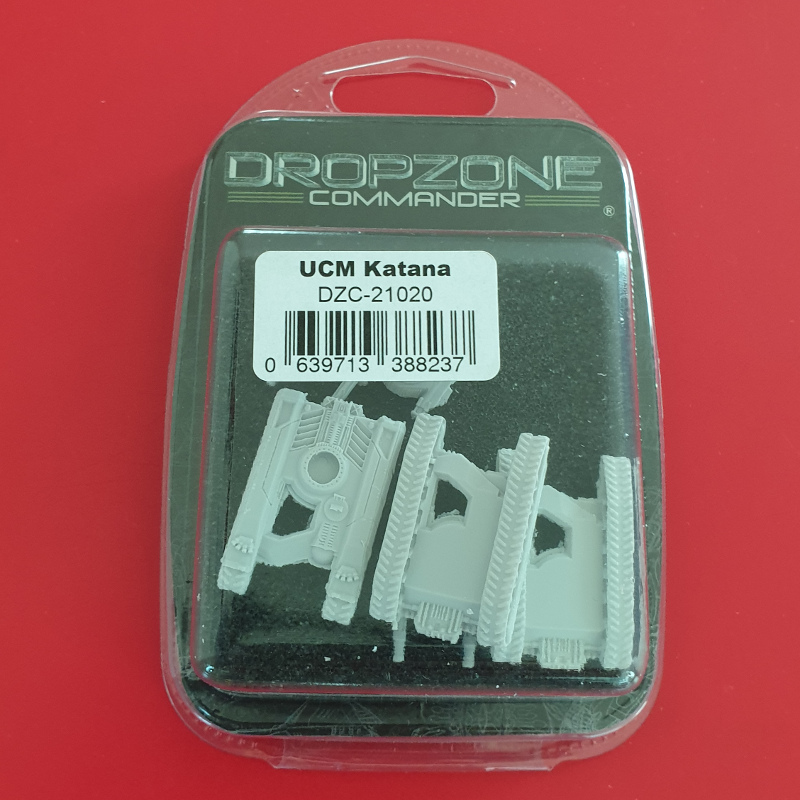 DROPZONE
COMMANDER
®
UCM Katana
DZC-21020
0 639713 388237